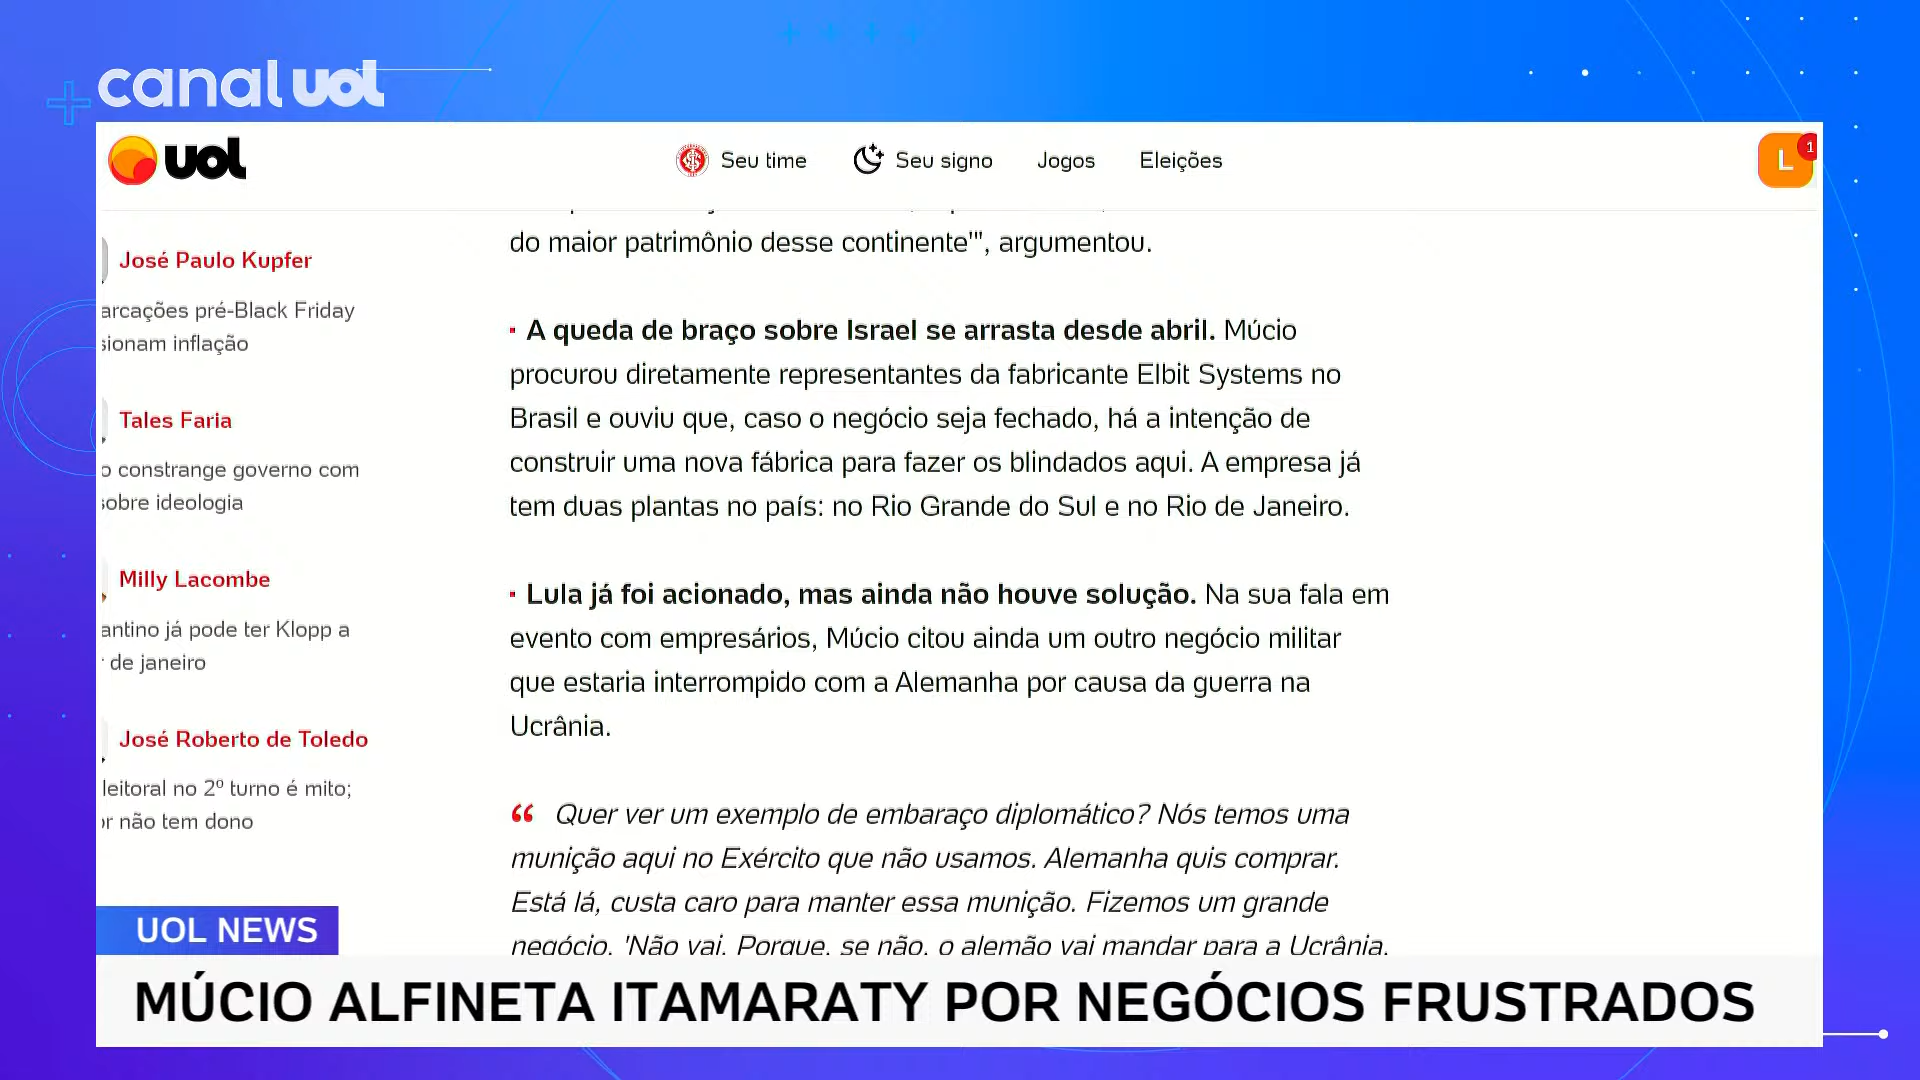 canal uol
uol
Seu time
Seu signo
Jogos
Eleições
L
1
José Paulo Kupfer
arcações pré-Black Friday
sionam inflação
Tales Faria
o constrange governo com
sobre ideologia
Milly Lacombe
antino já pode ter Klopp a
de janeiro
José Roberto de Toledo
leitoral no 2º turno é mito;
or não tem dono
do maior patrimônio desse continente'", argumentou.
A queda de braço sobre Israel se arrasta desde abril. Múcio
procurou diretamente representantes da fabricante Elbit Systems no
Brasil e ouviu que, caso o negócio seja fechado, há a intenção de
construir uma nova fábrica para fazer os blindados aqui. A empresa já
tem duas plantas no país: no Rio Grande do Sul e no Rio de Janeiro.
Lula já foi acionado, mas ainda não houve solução. Na sua fala em
evento com empresários, Múcio citou ainda um outro negócio militar
que estaria interrompido com a Alemanha por causa da guerra na
Ucrânia.
“ Quer ver um exemplo de embaraço diplomático? Nós temos uma
munição aqui no Exército que não usamos. Alemanha quis comprar.
Está lá, custa caro para manter essa munição. Fizemos um grande
negócio. 'Não vai. Porque, se não, o alemão vai mandar para a Ucrânia.
UOL NEWS
MÚCIO ALFINETA ITAMARATY POR NEGÓCIOS FRUSTRADOS